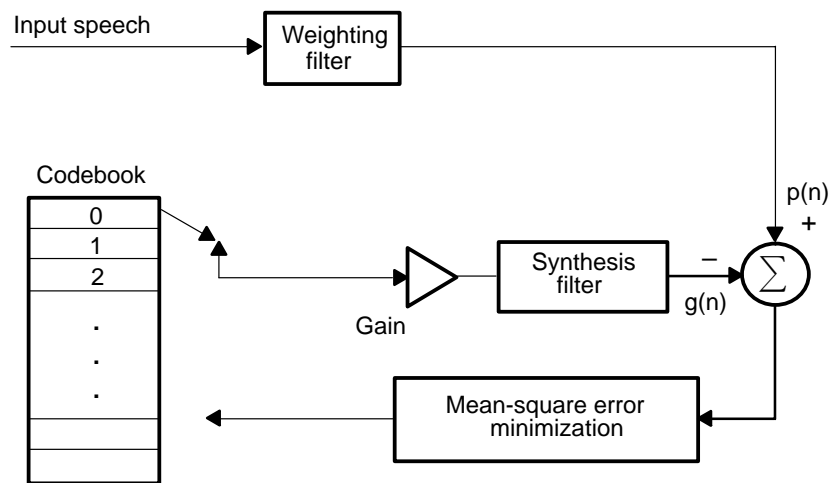 Input speech
Weighting
filter
Codebook
p(n)
+
0
1
2
.
.
.
Gain
Synthesis
filter
–
g(n)
∑
Mean-square error
minimization